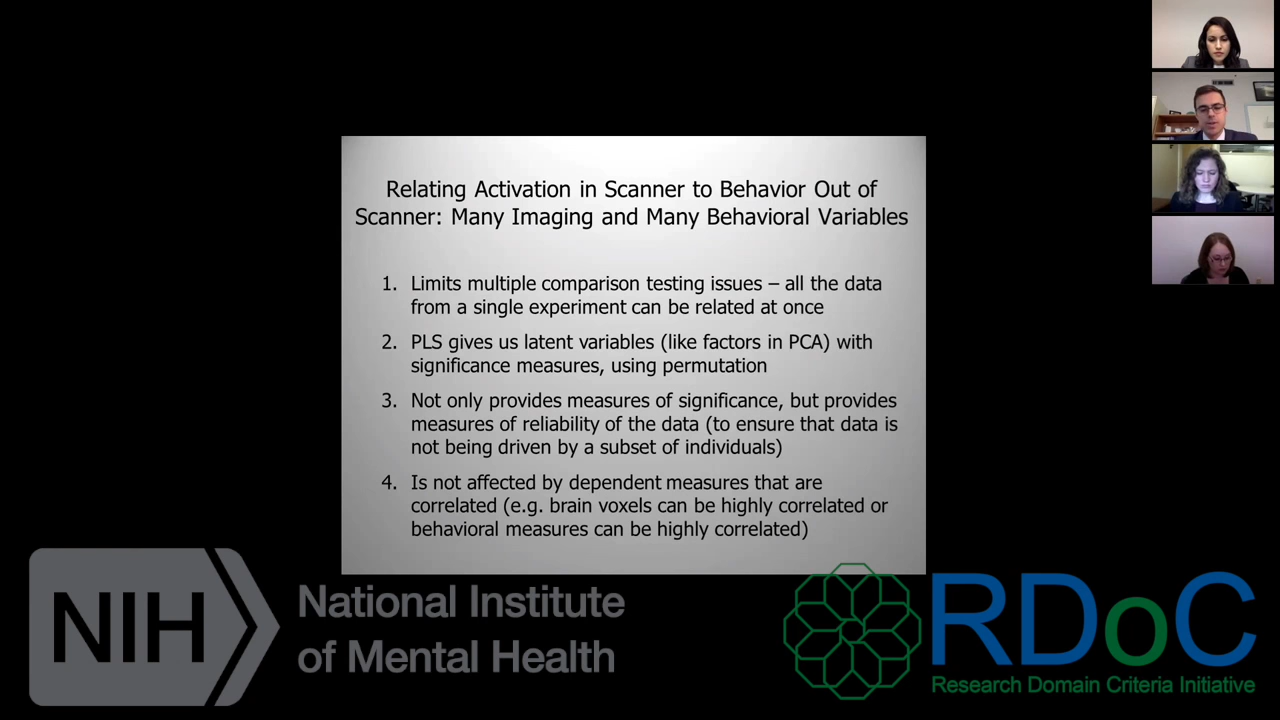 Relating Activation in Scanner to Behavior Out of
Scanner: Many Imaging and Many Behavioral Variables
1. Limits multiple comparison testing issues – all the data
from a single experiment can be related at once
2. PLS gives us latent variables (like factors in PCA) with
significance measures, using permutation
3. Not only provides measures of significance, but provides
measures of reliability of the data (to ensure that data is
not being driven by a subset of individuals)
4. Is not affected by dependent measures that are
correlated (e.g. brain voxels can be highly correlated or
behavioral measures can be highly correlated)
NIH
National Institute
of Mental Health
RDoC
Research Domain Criteria Initiative